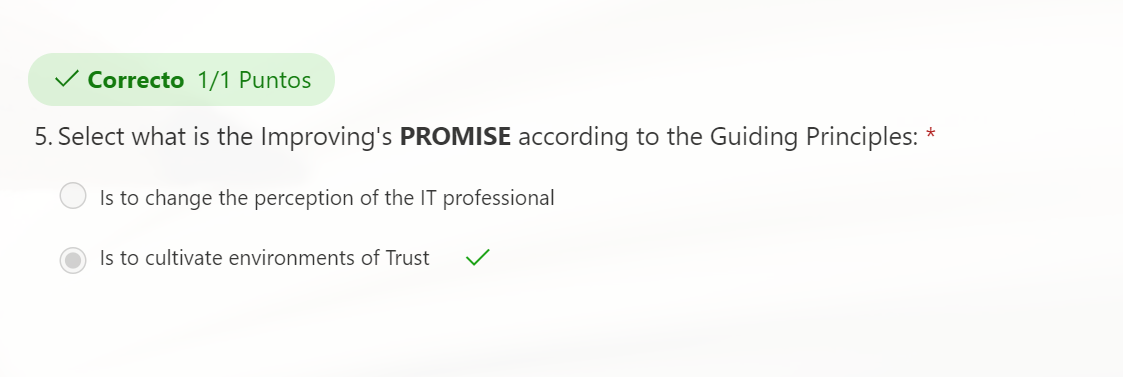 Correcto 1/1 Puntos
5. Select what is the Improving's PROMISE according to the Guiding Principles: *
Is to change the perception of the IT professional
Is to cultivate environments of Trust